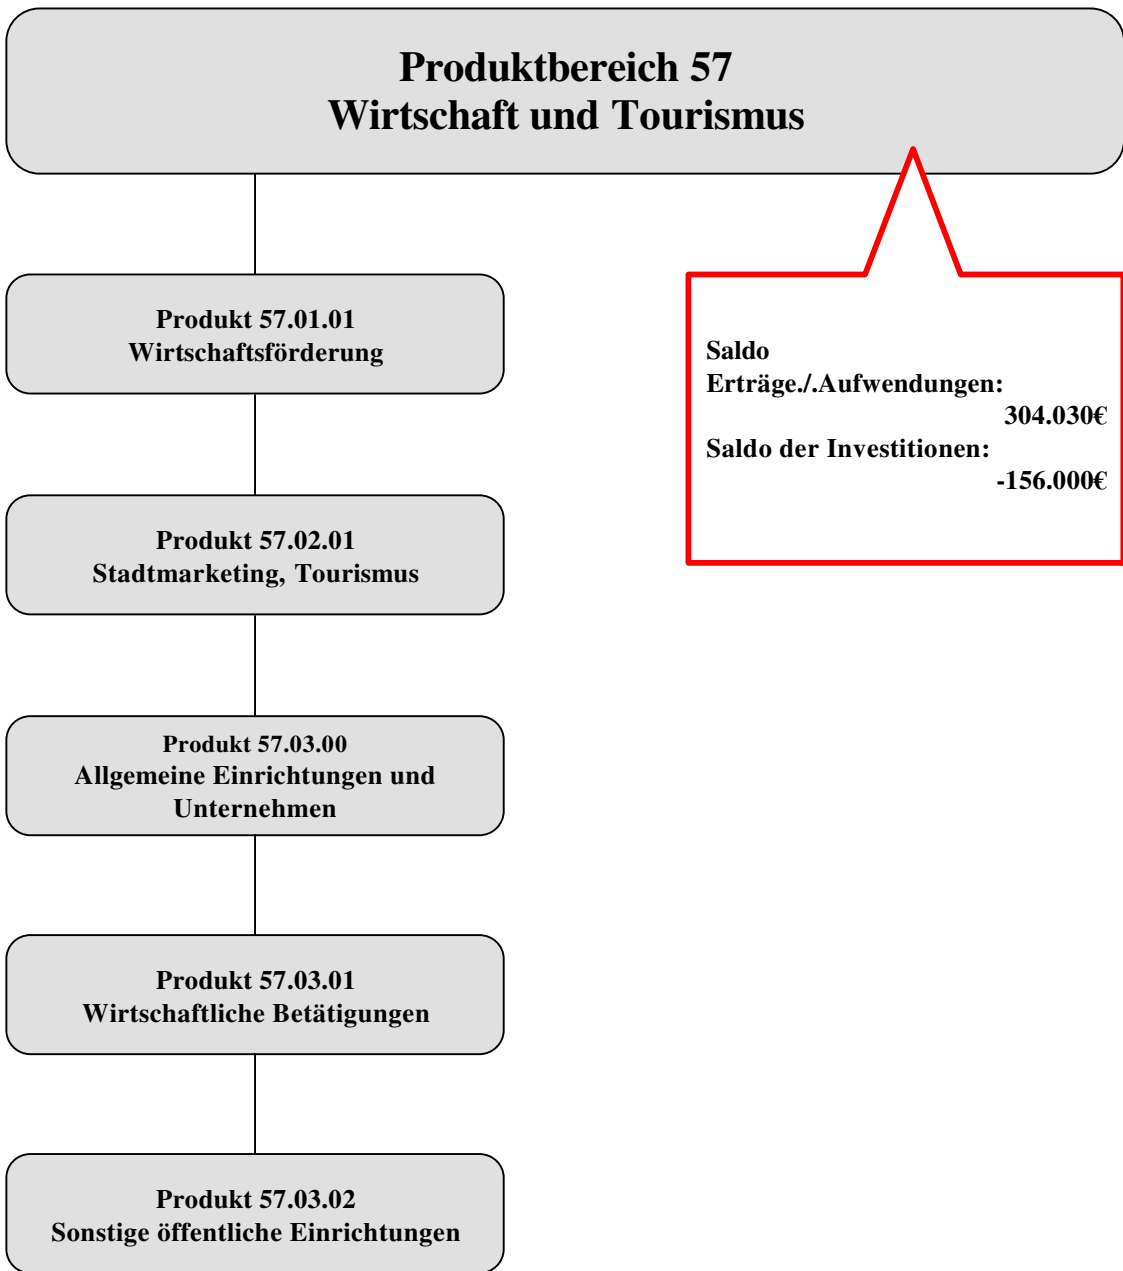 Produktbereich 57
Wirtschaft und Tourismus
Produkt 57.01.01
Wirtschaftsförderung
Saldo
Erträge./.Aufwendungen:
304.030€
Saldo der Investitionen:
-156.000€
Produkt 57.02.01
Stadtmarketing, Tourismus
Produkt 57.03.00
Allgemeine Einrichtungen und
Unternehmen
Produkt 57.03.01
Wirtschaftliche Betätigungen
Produkt 57.03.02
Sonstige öffentliche Einrichtungen